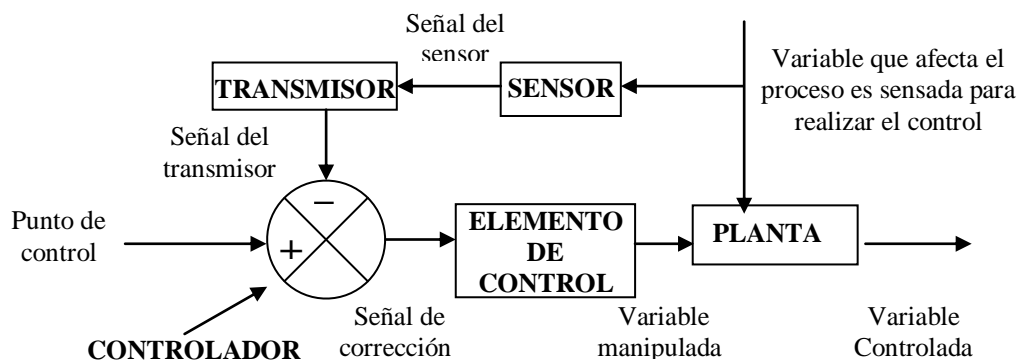 Señal del
sensor
Variable que afecta el
proceso es sensada para
realizar el control
TRANSMISOR
SENSOR
Señal del
transmisor
−
Punto de
control
+
ELEMENTO
DE
CONTROL
PLANTA
CONTROLADOR
Señal de
corrección
Variable
manipulada
Variable
Controlada